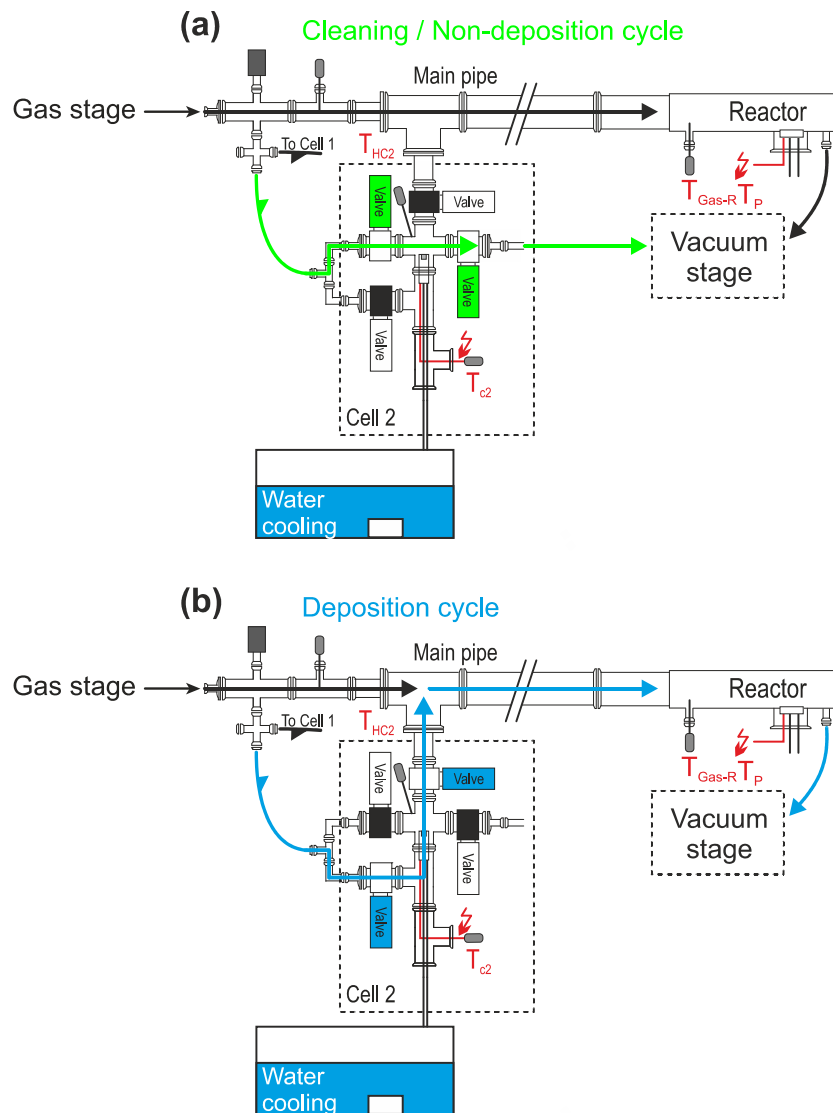 (a) Cleaning / Non-deposition cycle
Main pipe
Gas stage
Reactor
To Cell 1
T HC2
Valve
Valve
T Gas-R T P
Vacuum
stage
Valve
Valve
T c2
Cell 2
Water
cooling
(b) Deposition cycle
Main pipe
Gas stage
Reactor
To Cell 1
T HC2
Valve
Valve
T Gas-R T P
Vacuum
stage
Valve
Valve
T c2
Cell 2
Water
cooling